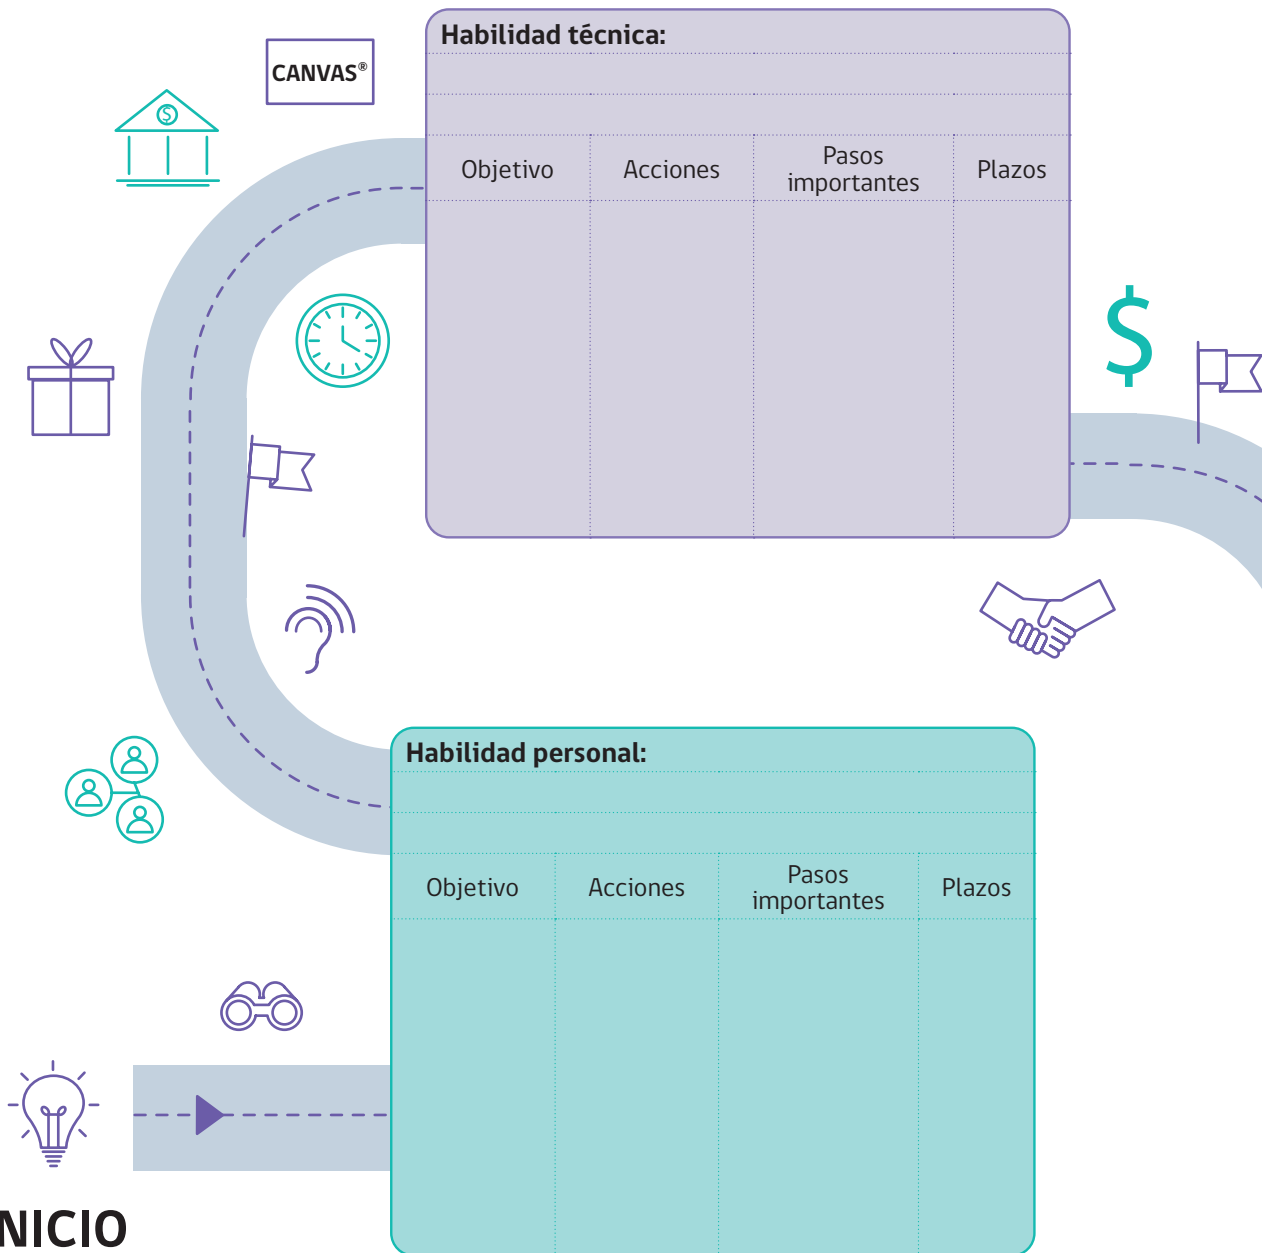 Habilidad técnica:
CANVAS®
Objetivo
Acciones
Pasos
importantes
Plazos
$
$
Habilidad personal:
Objetivo
Acciones
Pasos
importantes
Plazos
NICIO